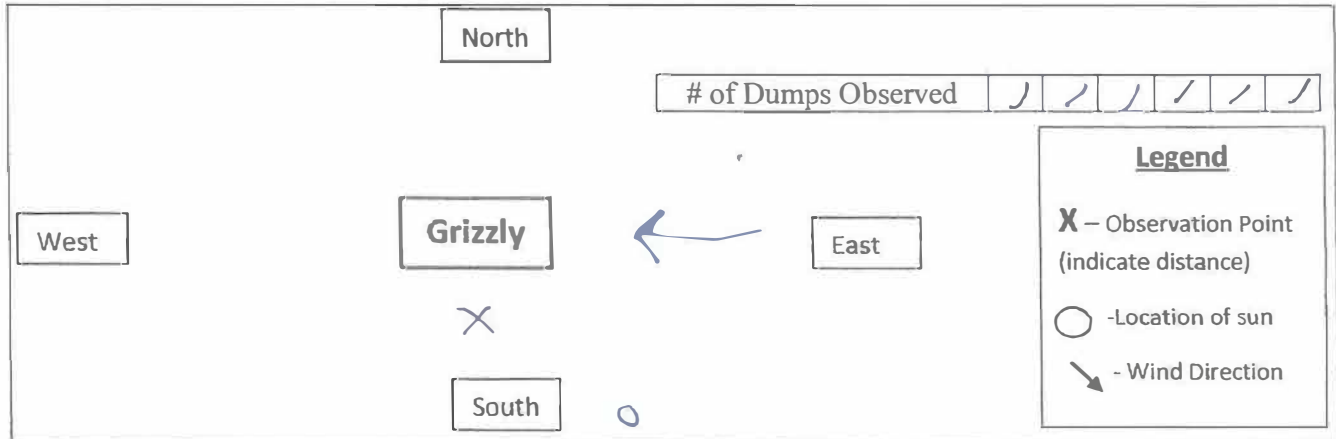 North
# of Dumps Observed / / / / / /
Legend
West
Grizzly
East
X – Observation Point
(indicate distance)
X
-Location of sun
- Wind Direction
South